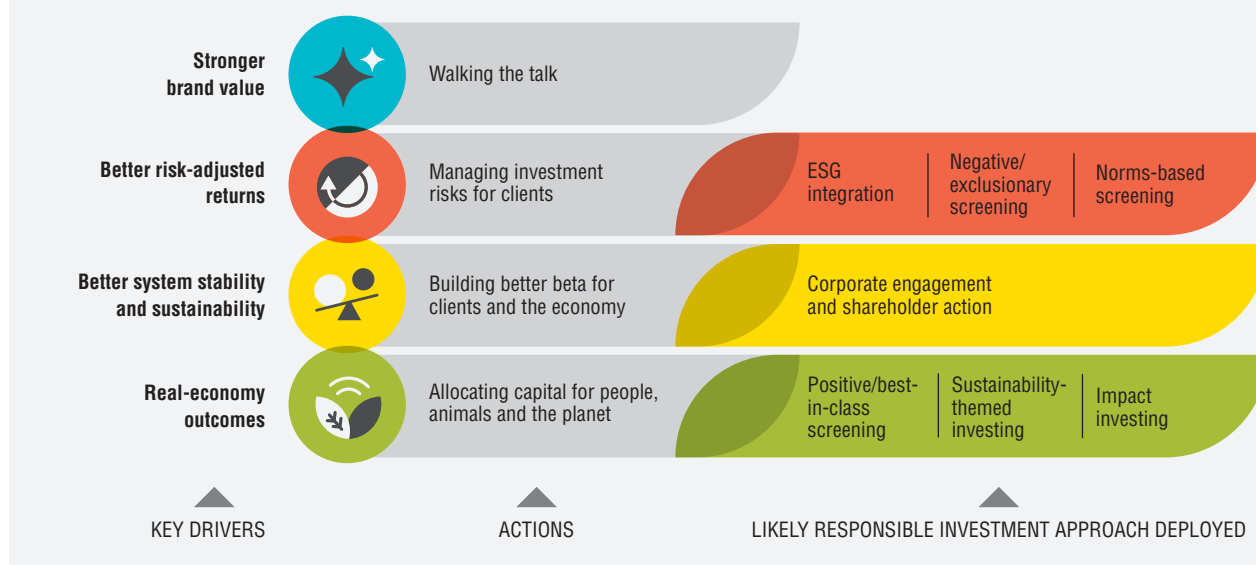 Stronger
brand value
Walking the talk
Better risk-adjusted
returns
Managing investment
risks for clients
ESG
integration
Negative/
exclusionary
screening
Norms-based
screening
Better system stability
and sustainability
Building better beta for
clients and the economy
Corporate engagement
and shareholder action
Real-economy
outcomes
Allocating capital for people,
animals and the planet
Positive/best-
in-class
screening
Sustainability-
themed
investing
Impact
investing
KEY DRIVERS
ACTIONS
LIKELY RESPONSIBLE INVESTMENT APPROACH DEPLOYED